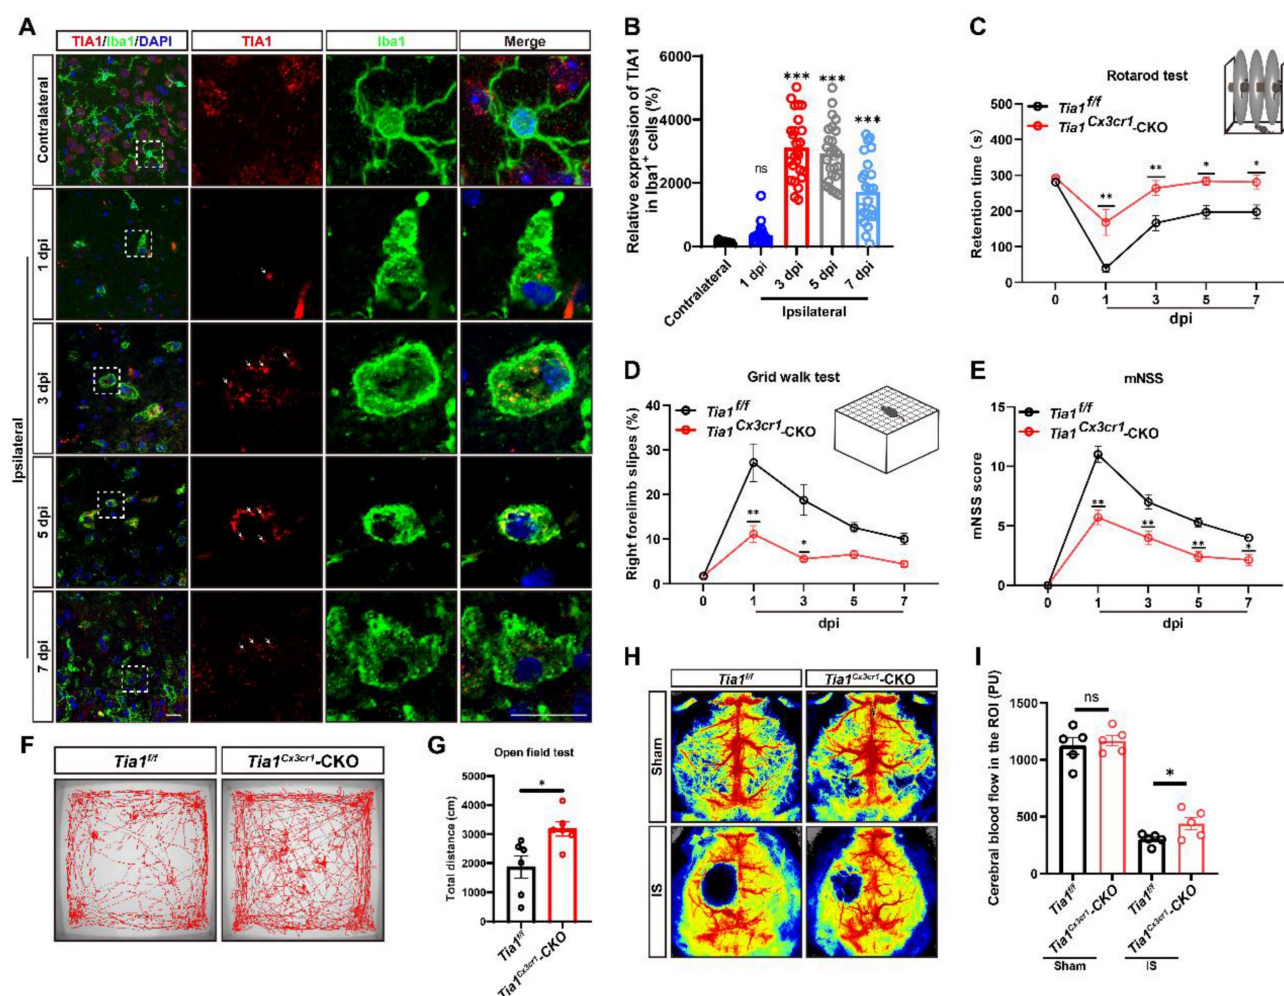 A
TIA1/Iba1/DAPI
TIA1
Iba1
Merge
Contralateral
Ipsilateral
1 dpi
3 dpi
5 dpi
7 dpi
B
Relative expression of TIA1
in Iba1⁺ cells (%)
6000
4000
2000
0
ns
***
***
***
Contralateral
1 dpi
3 dpi
5 dpi
7 dpi
Ipsilateral
C
Rotarod test
Tia1f/f
Tia1Cx3cr1-CKO
Retention time (s)
500
400
300
200
100
0
**
**
*
*
0
1
3
5
7
dpi
D
Grid walk test
Tia1f/f
Tia1Cx3cr1-CKO
Right forelimb slipes (%)
40
30
20
10
0
**
*
0
1
3
5
7
dpi
E
mNSS
Tia1f/f
Tia1Cx3cr1-CKO
mNSS score
15
10
5
0
**
**
**
*
0
1
3
5
7
dpi
F
Tia1f/f
Tia1Cx3cr1-CKO
G
Open field test
Total distance (cm)
5000
4000
3000
2000
1000
0
*
Tia1f/f
Tia1Cx3cr1-CKO
H
Tia1f/f
Tia1Cx3cr1-CKO
Sham
IS
I
Cerebral blood flow in the ROI (PU)
1500
1000
500
0
ns
*
Tia1f/f
Tia1Cx3cr1-CKO
Tia1f/f
Tia1Cx3cr1-CKO
Sham
IS